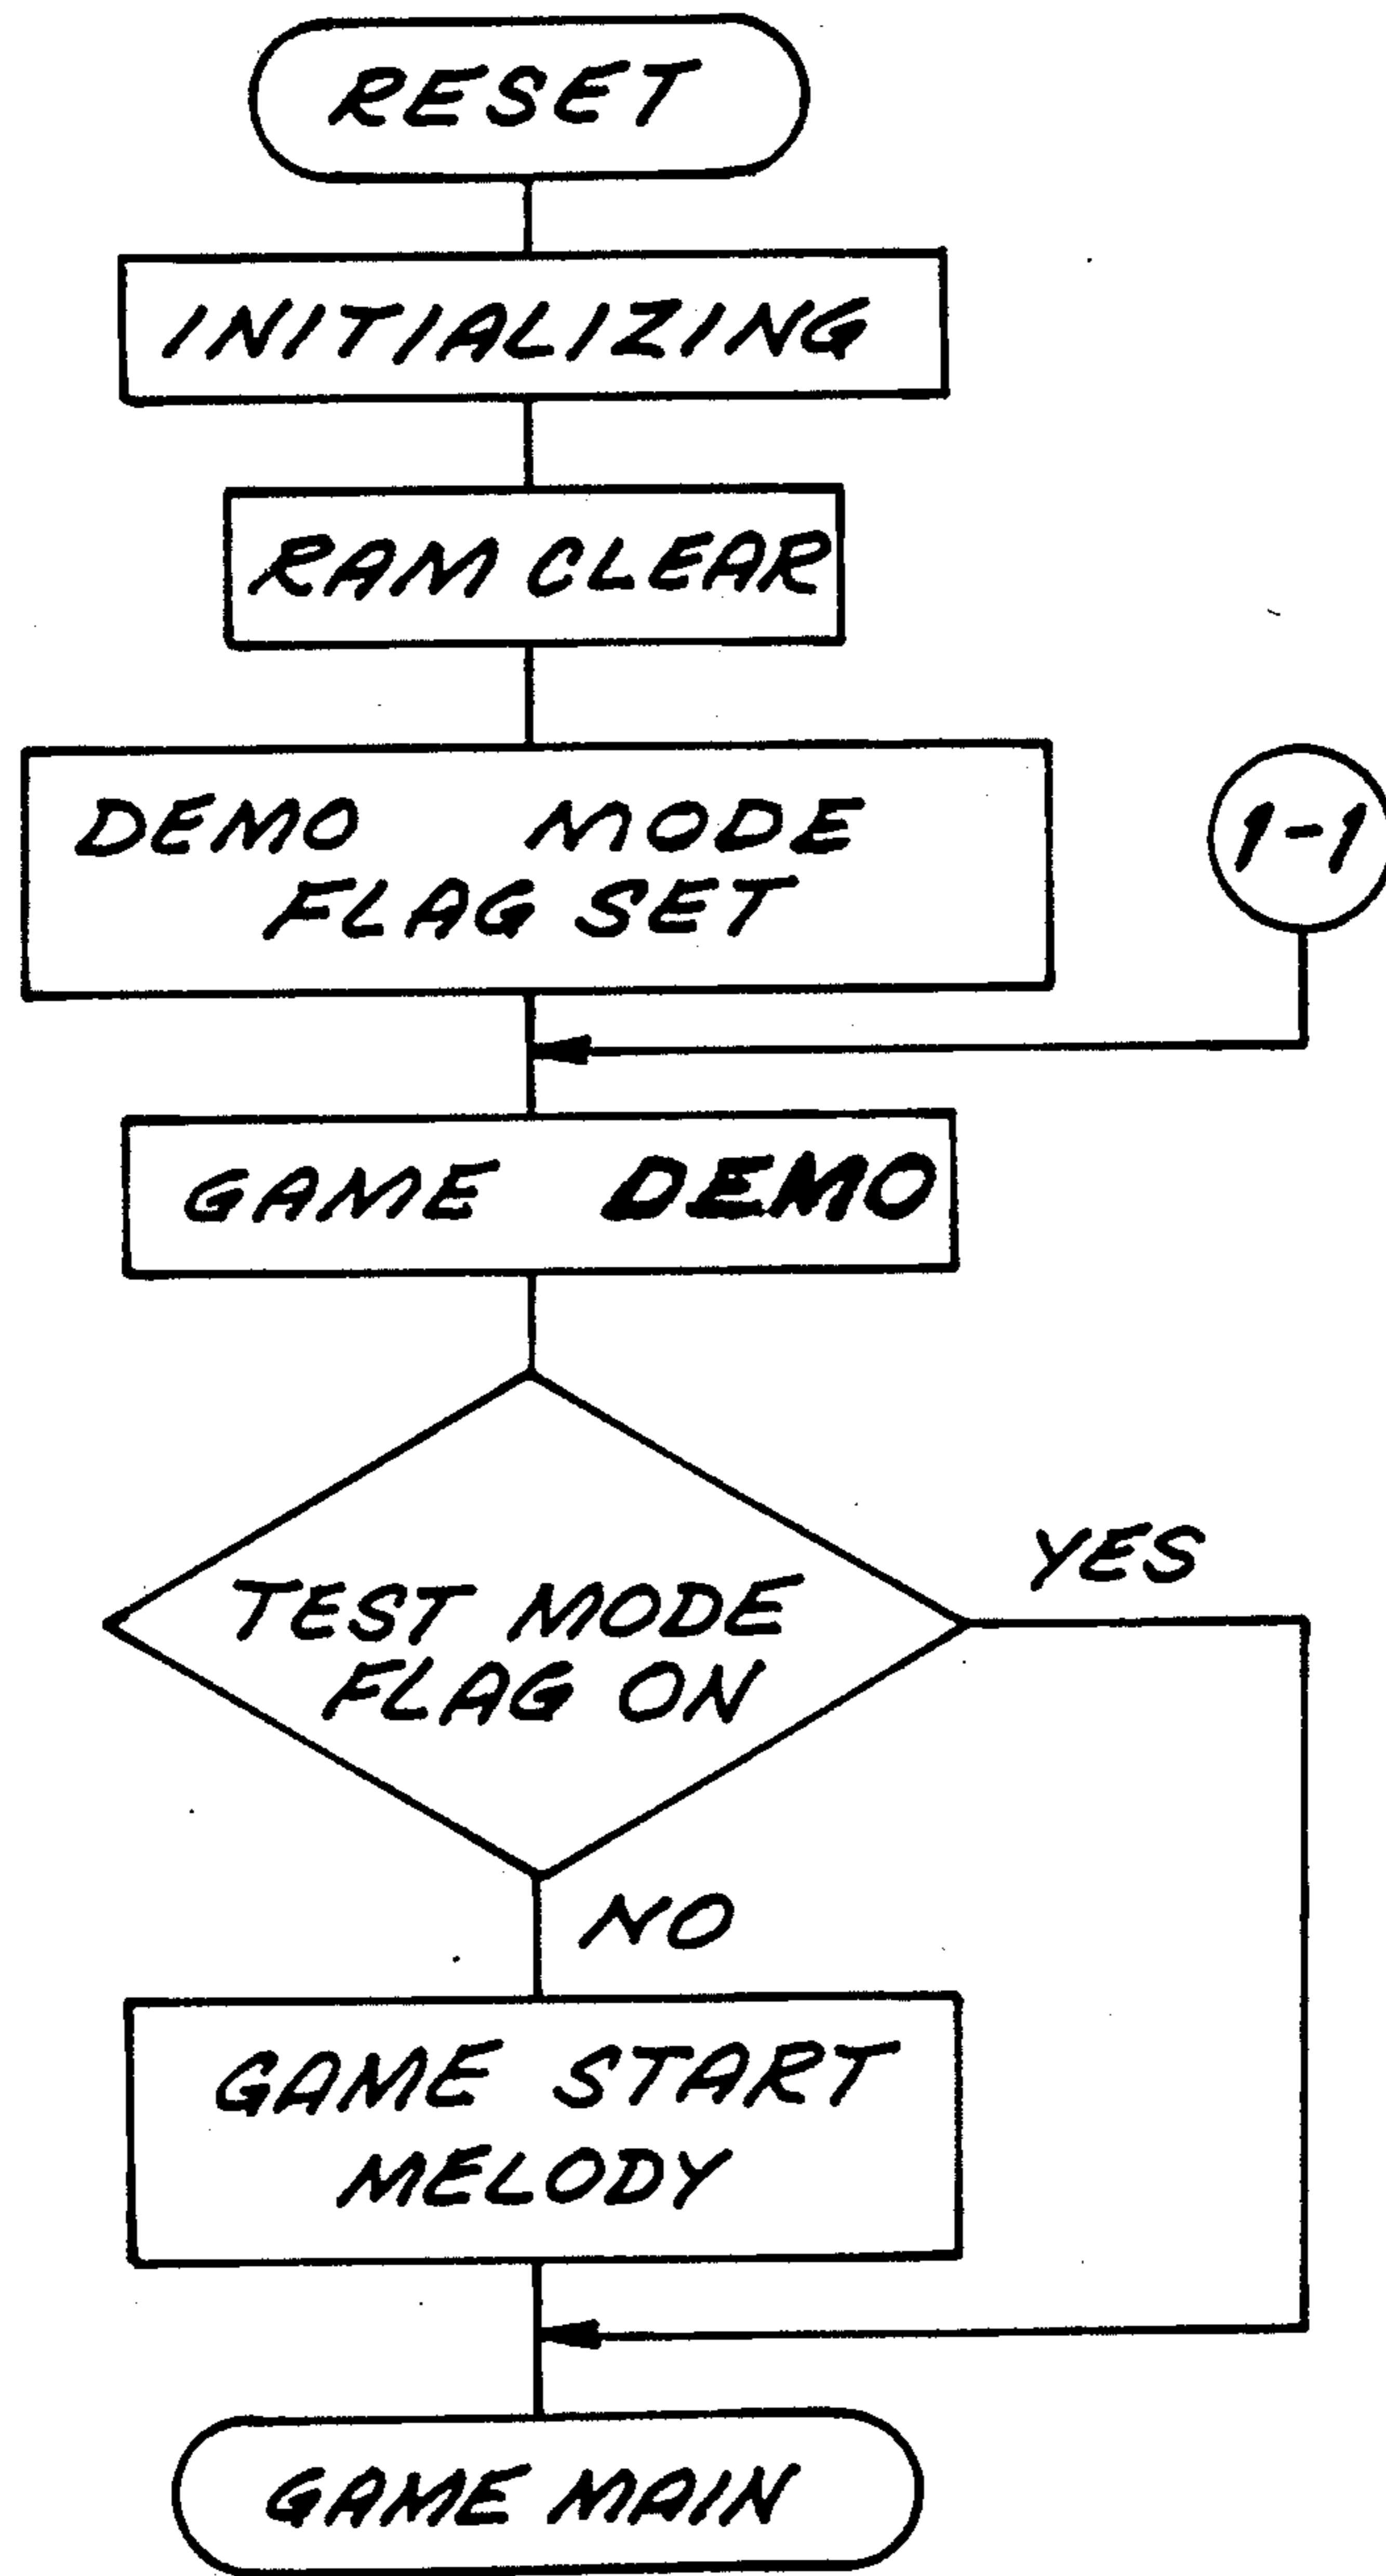 RESET
INITIALIZING
RAM CLEAR
DEMO MODE
FLAG SET
1-1
GAME DEMO
TEST MODE
FLAG ON
YES
NO
GAME START
MELODY
GAME MAIN